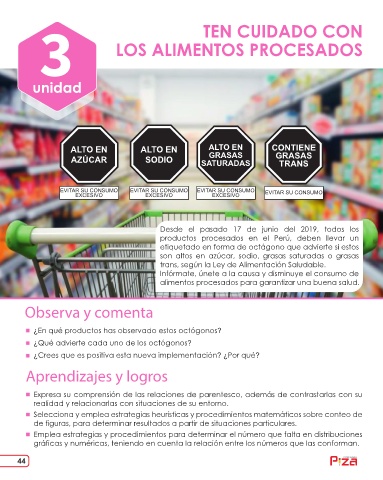 TEN CUIDADO CON
LOS ALIMENTOS PROCESADOS
3
unidad
ALTO EN
AZÚCAR
ALTO EN
SODIO
ALTO EN
GRASAS
SATURADAS
CONTIENE
GRASAS
TRANS
EVITAR SU CONSUMO
EXCESIVO
EVITAR SU CONSUMO
EXCESIVO
EVITAR SU CONSUMO
EXCESIVO
EVITAR SU CONSUMO
Desde el pasado 17 de junio del 2019, todos los
productos procesados en el Perú, deben llevar un
etiquetado en forma de octágono que advierte si estos
son altos en azúcar, sodio, grasas saturadas o grasas
trans, según la Ley de Alimentación Saludable.
Infórmate, únete a la causa y disminuye el consumo de
alimentos procesados para garantizar una buena salud.
Observa y comenta
¿En qué productos has observado estos octógonos?
¿Qué advierte cada uno de los octógonos?
¿Crees que es positiva esta nueva implementación? ¿Por qué?
Aprendizajes y logros
Expresa su comprensión de las relaciones de parentesco, además de contrastarlas con su
realidad y relacionarlas con situaciones de su entorno.
Selecciona y emplea estrategias heurísticas y procedimientos matemáticos sobre conteo de
de figuras, para determinar resultados a partir de situaciones particulares.
Emplea estrategias y procedimientos para determinar el número que falta en distribuciones
gráficas y numéricas, teniendo en cuenta la relación entre los números que las conforman.
44
Pizza